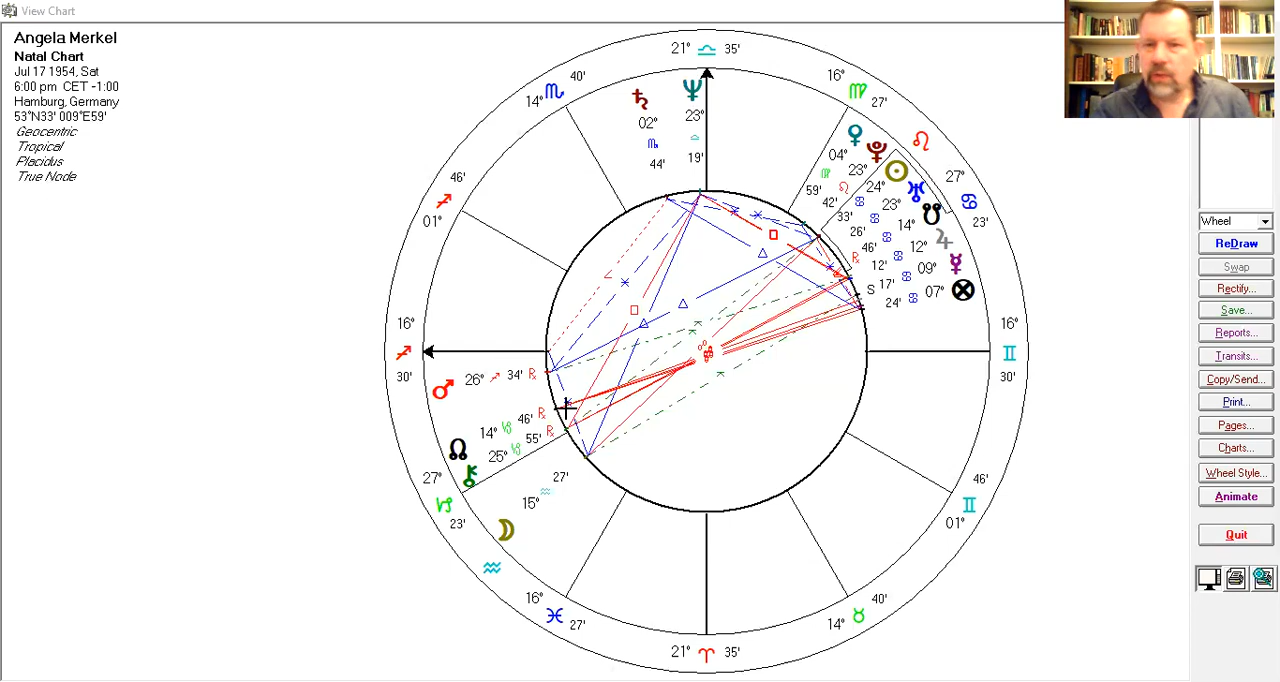 View Chart
Angela Merkel
Natal Chart
Jul 17 1954, Sat
6:00 pm CET -1:00
Hamburg, Germany
53°N33' 009°E59'
Geocentric
Tropical
Placidus
True Node
21° ♎ 35'
16° ♍ 27'
27° ♋ 23'
16° ♊ 30'
01° ♊ 46'
14° ♉ 40'
21° ♈ 35'
16° ♓ 27'
♒
27° ♑ 23'
16° ♐ 30'
01° ♐ 46'
14° ♏ 40'
♌
♄ 02° ♏ 44'
♆ 23° ♎ 19'
♀ 04° ♍ 59'
♇ 23° ♌ 42'
☉ 24° ♋ 33'
♅ 23° ♋ 26'
☋ 14° ♋ 46' ℞
♃ 12° ♋ 12'
☿ 09° ♋ 17' S
⊗ 07° ♋ 24'
♂ 26° ♐ 34' ℞
☊ 14° ♑ 46' ℞
⚷ 25° ♑ 55' ℞
☽ 15° ♒ 27'
Wheel
ReDraw
Swap
Rectify...
Save...
Reports...
Transits...
Copy/Send...
Print...
Pages...
Charts...
Wheel Style...
Animate
Quit